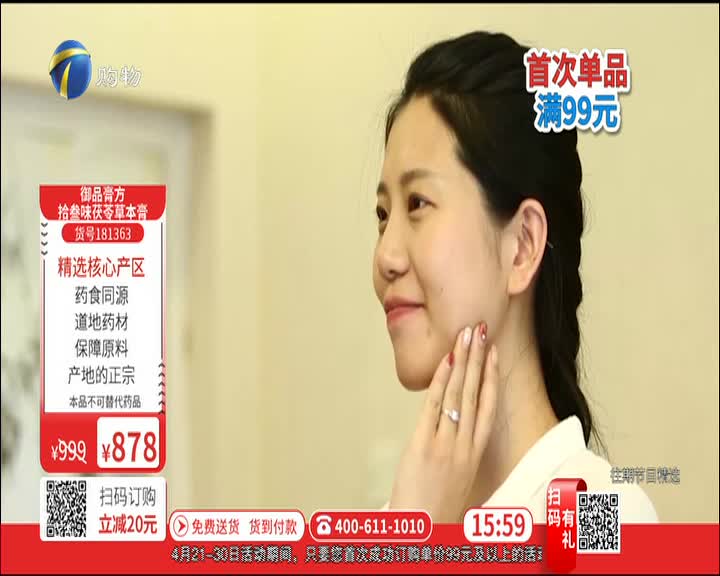 购物
首次单品
满99元
御品膏方
拾叁味茯苓草本膏
货号181363
精选核心产区
药食同源
道地药材
保障原料
产地的正宗
本品不可替代药品
¥999
¥878
扫码订购
立减20元
免费送货 货到付款
400-611-1010
15:59
扫码
有礼
往期节目精选
4月21-30日活动期间，只要您首次成功订购单价99元及以上的活动